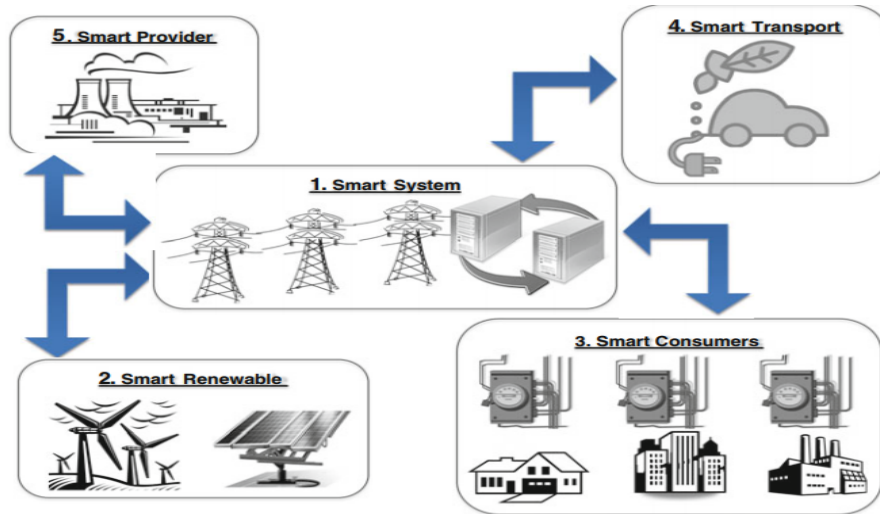 5. Smart Provider
4. Smart Transport
1. Smart System
3. Smart Consumers
2. Smart Renewable